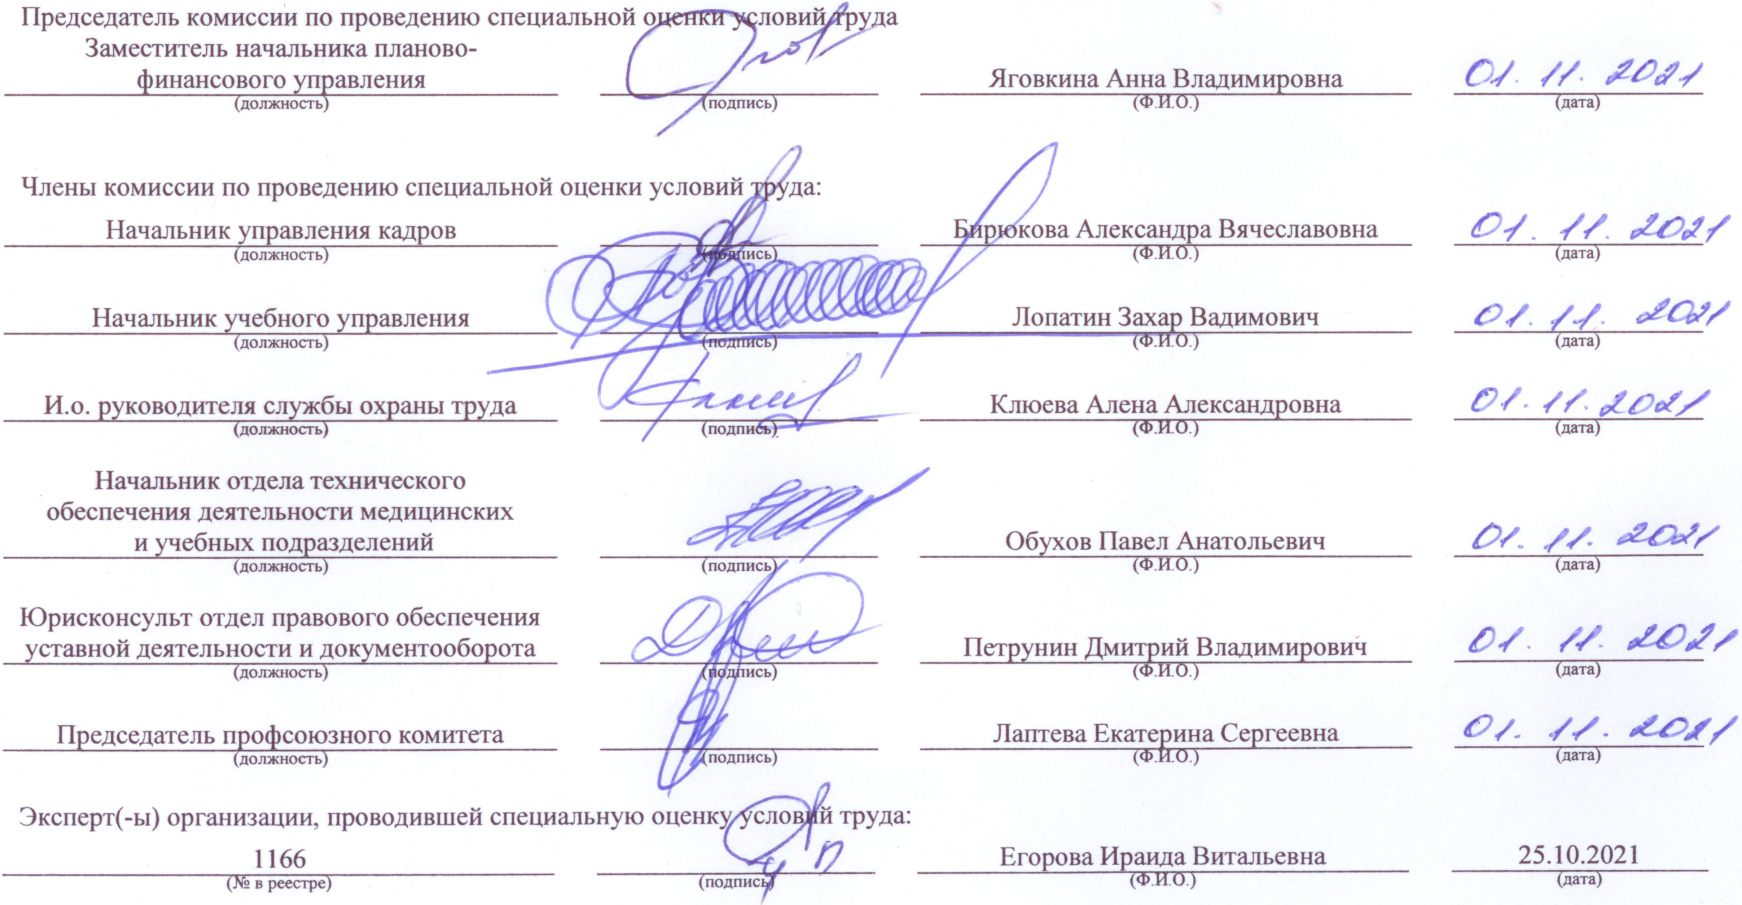 Председатель комиссии по проведению специальной оценки условий труда
Заместитель начальника планово-
финансового управления Яговкина Анна Владимировна 01.11.2021
(должность) (подпись) (Ф.И.О.) (дата)
Члены комиссии по проведению специальной оценки условий труда:
Начальник управления кадров Бирюкова Александра Вячеславовна 01.11.2021
(должность) (подпись) (Ф.И.О.) (дата)
Начальник учебного управления Лопатин Захар Вадимович 01.11.2021
(должность) (подпись) (Ф.И.О.) (дата)
И.о. руководителя службы охраны труда Клюева Алена Александровна 01.11.2021
(должность) (подпись) (Ф.И.О.) (дата)
Начальник отдела технического
обеспечения деятельности медицинских
и учебных подразделений Обухов Павел Анатольевич 01.11.2021
(должность) (подпись) (Ф.И.О.) (дата)
Юрисконсульт отдел правового обеспечения
уставной деятельности и документооборота Петрунин Дмитрий Владимирович 01.11.2021
(должность) (подпись) (Ф.И.О.) (дата)
Председатель профсоюзного комитета Лаптева Екатерина Сергеевна 01.11.2021
(должность) (подпись) (Ф.И.О.) (дата)
Эксперт(-ы) организации, проводившей специальную оценку условий труда:
1166 Егорова Ираида Витальевна 25.10.2021
(№ в реестре) (подпись) (Ф.И.О.) (дата)